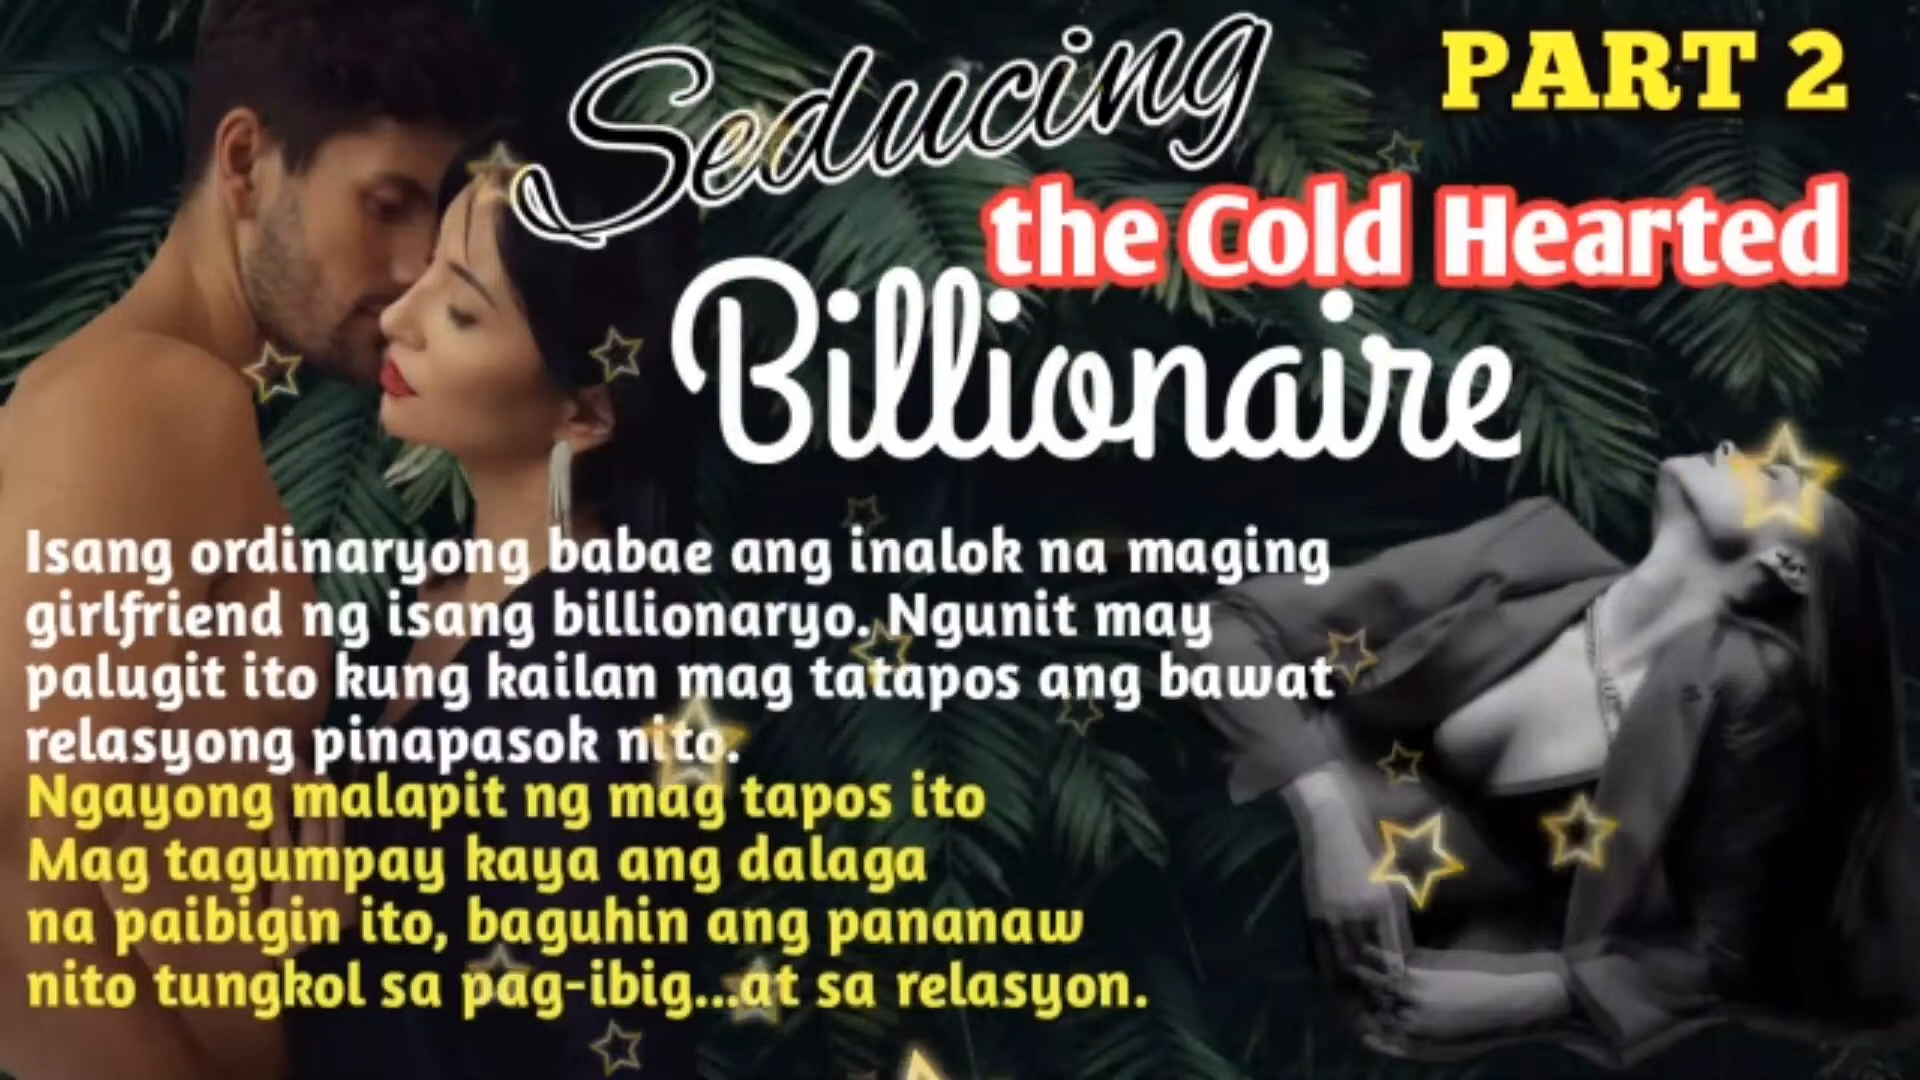 Seducing
PART 2
the Cold Hearted
Billionaire
Isang ordinaryong babae ang inalok na maging
girlfriend ng isang billionaryo. Ngunit may
palugit ito kung kailan mag tatapos ang bawat
relasyong pinapasok nito.
Ngayong malapit ng mag tapos ito
Mag tagumpay kaya ang dalaga
na paibigin ito, baguhin ang pananaw
nito tungkol sa pag-ibig...at sa relasyon.